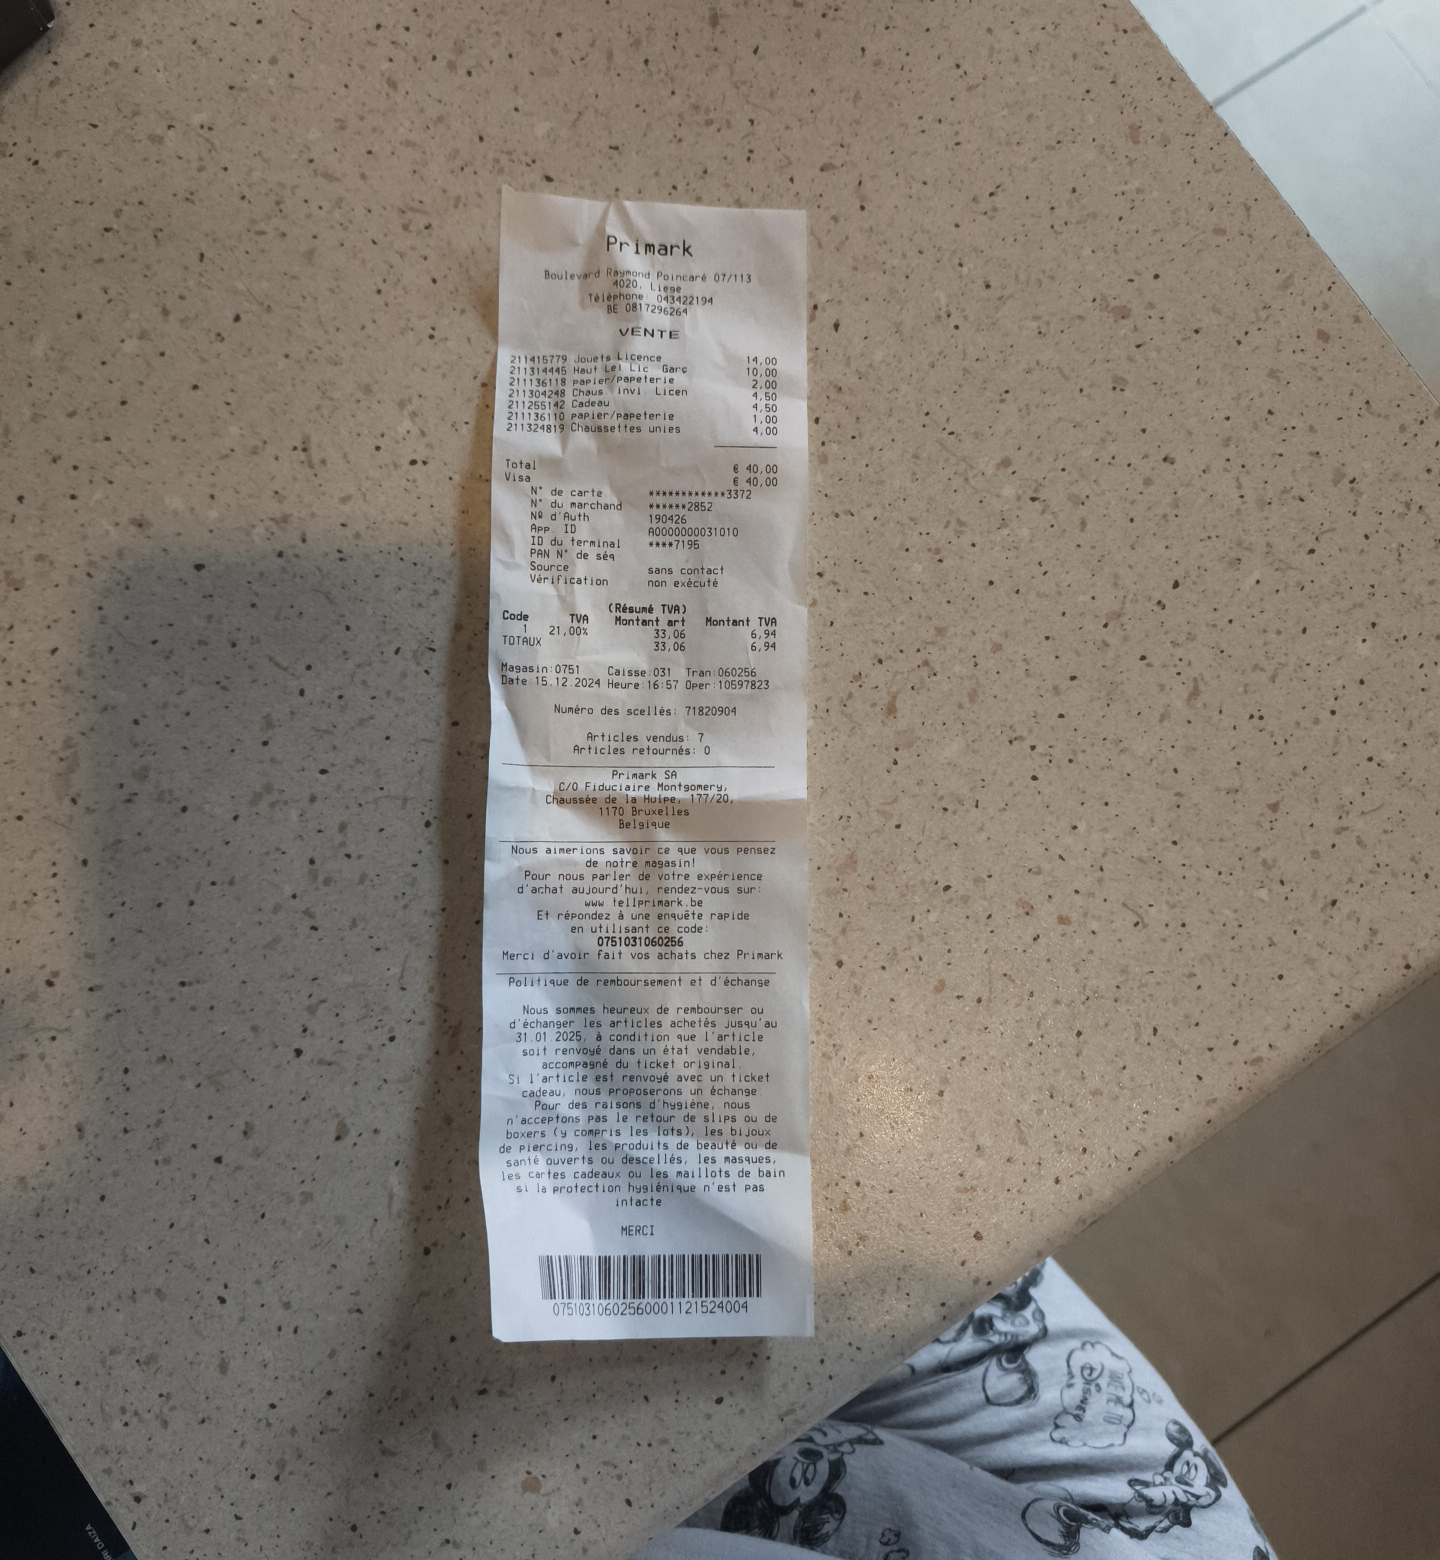 Primark
Boulevard Raymond Poincaré 07/113
4020, Liege
Téléphone: 043422194
BE 0817296264
VENTE
211415779 Jouets Licence 14,00
211314445 Haut Lei Lic Garç 10,00
211136118 papier/papeterie 2,00
211304248 Chaus invi. Licen 4,50
211255142 Cadeau 4,50
211136110 papier/papeterie 1,00
211324819 Chaussettes unies 4,00
Total € 40,00
Visa € 40,00
N° de carte ************3372
N° du marchand ******2852
Nº d'Auth 190426
App. ID A0000000031010
ID du terminal ****7195
PAN N° de séq
Source sans contact
Vérification non exécuté
(Résumé TVA)
Code TVA Montant art Montant TVA
1 21,00% 33,06 6,94
TOTAUX 33,06 6,94
Magasin:0751 Caisse:031 Tran:060256
Date:15.12.2024 Heure:16:57 Oper:10597823
Numéro des scellés: 71820904
Articles vendus: 7
Articles retournés: 0
Primark SA
C/O Fiduciaire Montgomery,
Chaussée de la Hulpe, 177/20,
1170 Bruxelles
Belgique
Nous aimerions savoir ce que vous pensez
de notre magasin!
Pour nous parler de votre expérience
d'achat aujourd'hui, rendez-vous sur:
www.tellprimark.be
Et répondez à une enquête rapide
en utilisant ce code:
0751031060256
Merci d'avoir fait vos achats chez Primark
Politique de remboursement et d'échange
Nous sommes heureux de rembourser ou
d'échanger les articles achetés jusqu'au
31.01.2025, à condition que l'article
soit renvoyé dans un état vendable,
accompagné du ticket original.
Si l'article est renvoyé avec un ticket
cadeau, nous proposerons un échange.
Pour des raisons d'hygiène, nous
n'acceptons pas le retour de slips ou de
boxers (y compris les lots), les bijoux
de piercing, les produits de beauté ou de
santé ouverts ou descellés, les masques,
les cartes cadeaux ou les maillots de bain
si la protection hygiénique n'est pas
intacte
MERCI
07510310602560001121524004
WE'RE TO
Disney
DAIZA